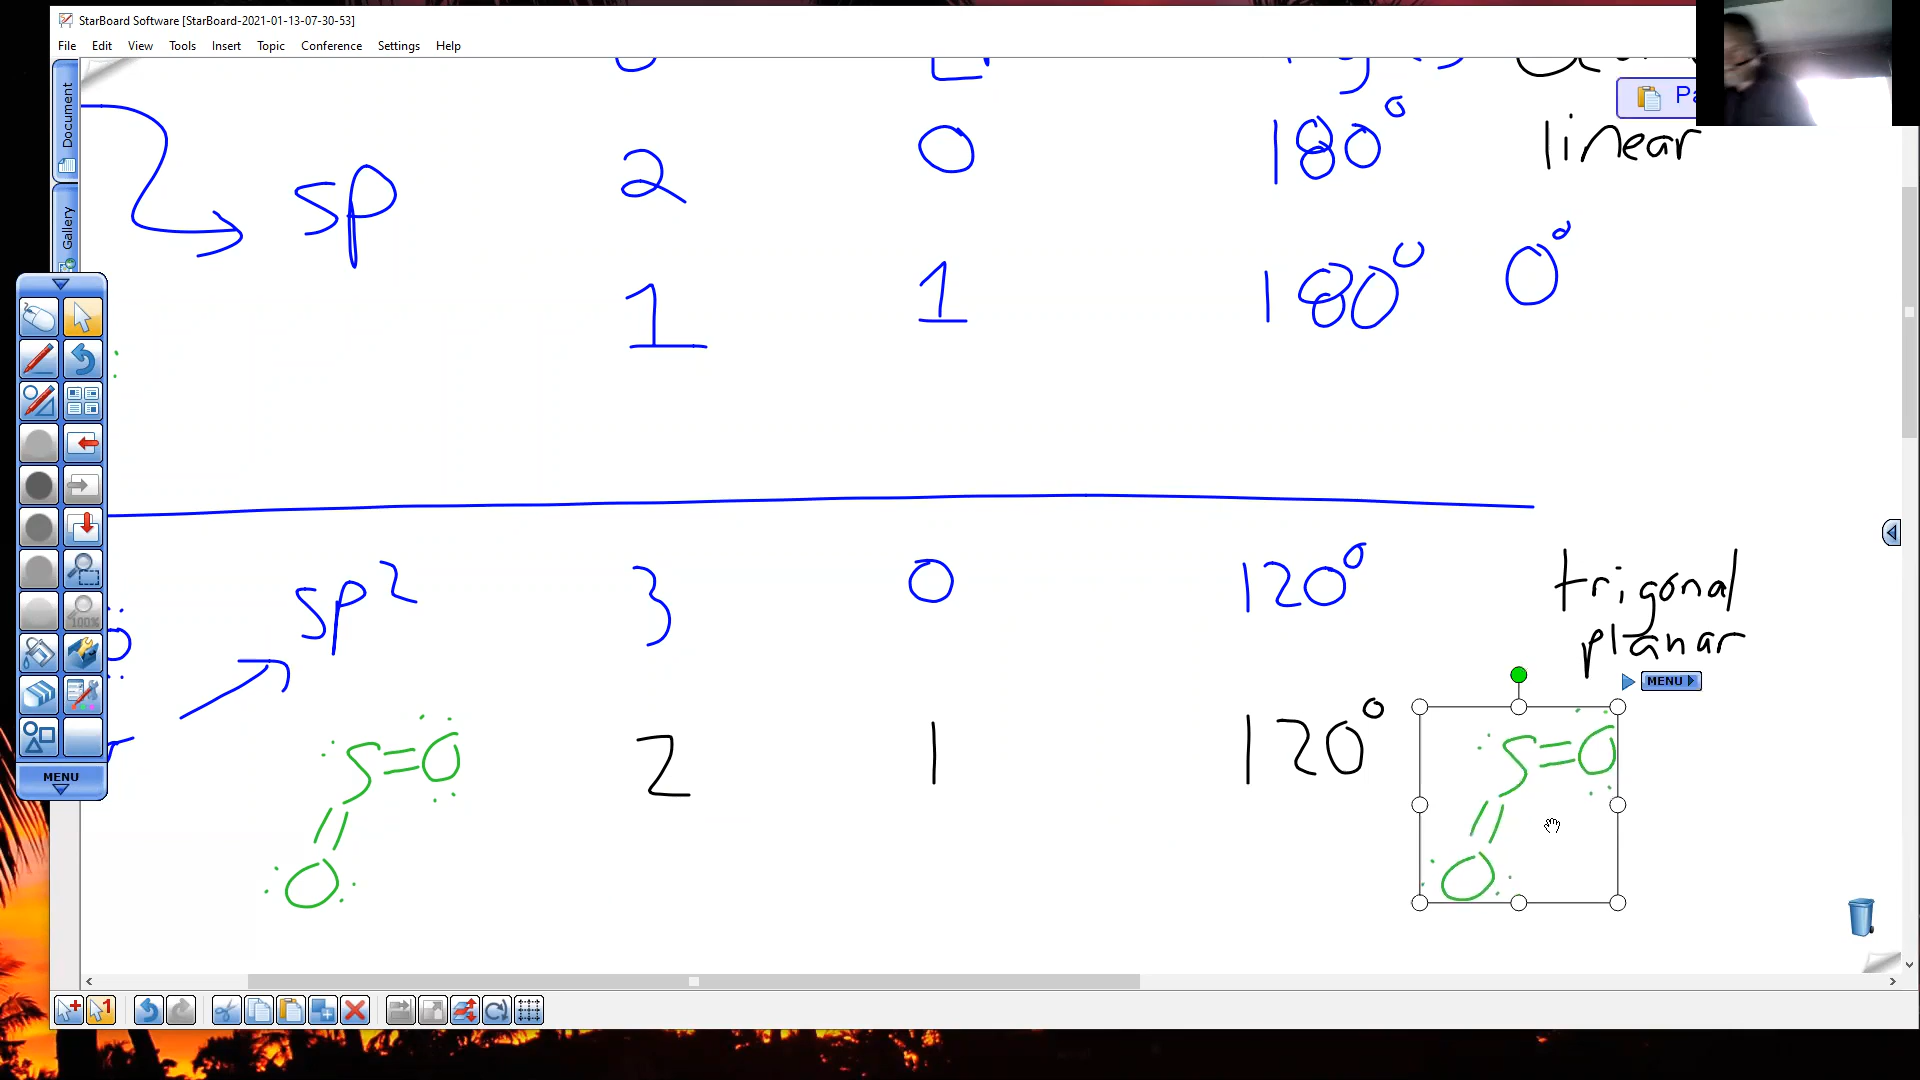 StarBoard Software [StarBoard-2021-01-13-07-30-53]
File Edit View Tools Insert Topic Conference Settings Help
Document
Gallery
sp 2 0 180° linear
1 1 180° 0°
sp² 3 0 120° trigonal
planar
MENU
S=O 2 1 120° S=O
O O
100%
MENU